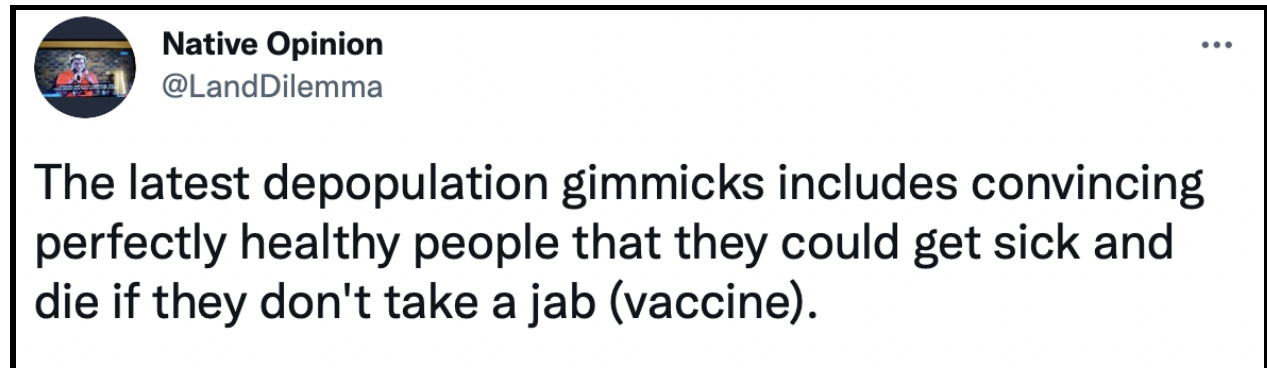 Native Opinion
@LandDilemma
The latest depopulation gimmicks includes convincing
perfectly healthy people that they could get sick and
die if they don't take a jab (vaccine).